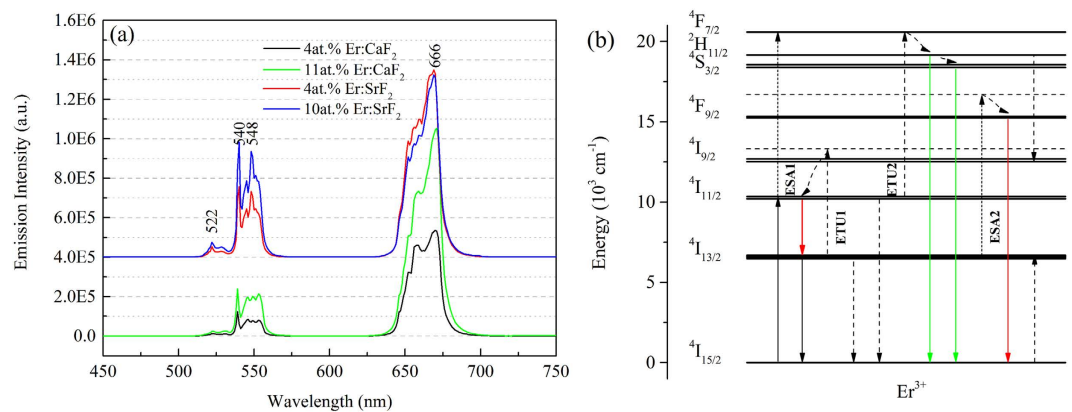 (a)
4at.% Er:CaF₂
11at.% Er:CaF₂
4at.% Er:SrF₂
10at.% Er:SrF₂
522
540
548
666
1.6E6
1.4E6
1.2E6
1.0E6
8.0E5
6.0E5
4.0E5
2.0E5
0.0
Emission Intensity (a.u.)
450 500 550 600 650 700 750
Wavelength (nm)
(b)
20
15
10
5
0
Energy (10³ cm⁻¹)
⁴F₇/₂
²H₁₁/₂
⁴S₃/₂
⁴F₉/₂
⁴I₉/₂
⁴I₁₁/₂
⁴I₁₃/₂
⁴I₁₅/₂
ESA1
ETU1
ETU2
ESA2
Er³⁺